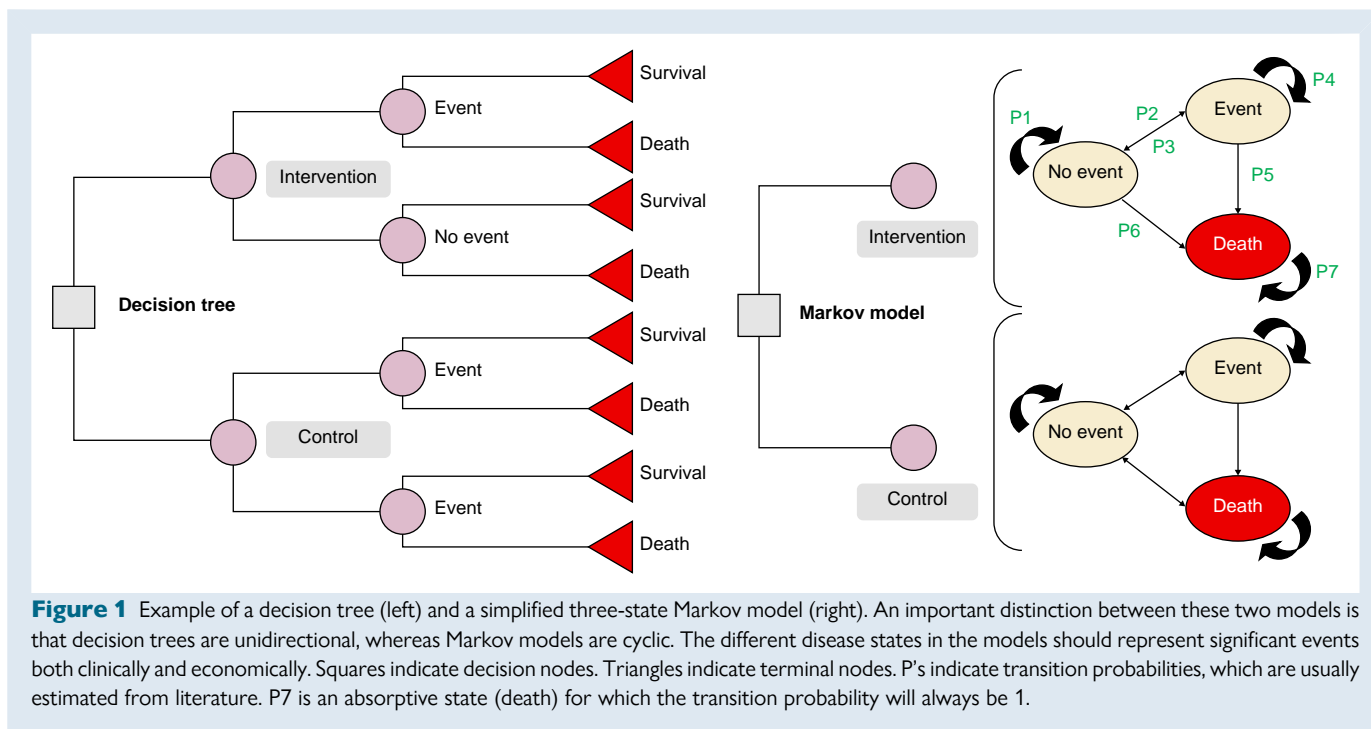 Survival
Event
Death
Intervention
Survival
No event
Death
Decision tree
Survival
Event
Death
Control
Survival
Event
Death
Intervention
Markov model
Control
P4
Event
P1
P2
P3
No event
P5
P6
Death
P7
Event
No event
Death
Figure 1 Example of a decision tree (left) and a simplified three-state Markov model (right). An important distinction between these two models is
that decision trees are unidirectional, whereas Markov models are cyclic. The different disease states in the models should represent significant events
both clinically and economically. Squares indicate decision nodes. Triangles indicate terminal nodes. P's indicate transition probabilities, which are usually
estimated from literature. P7 is an absorptive state (death) for which the transition probability will always be 1.